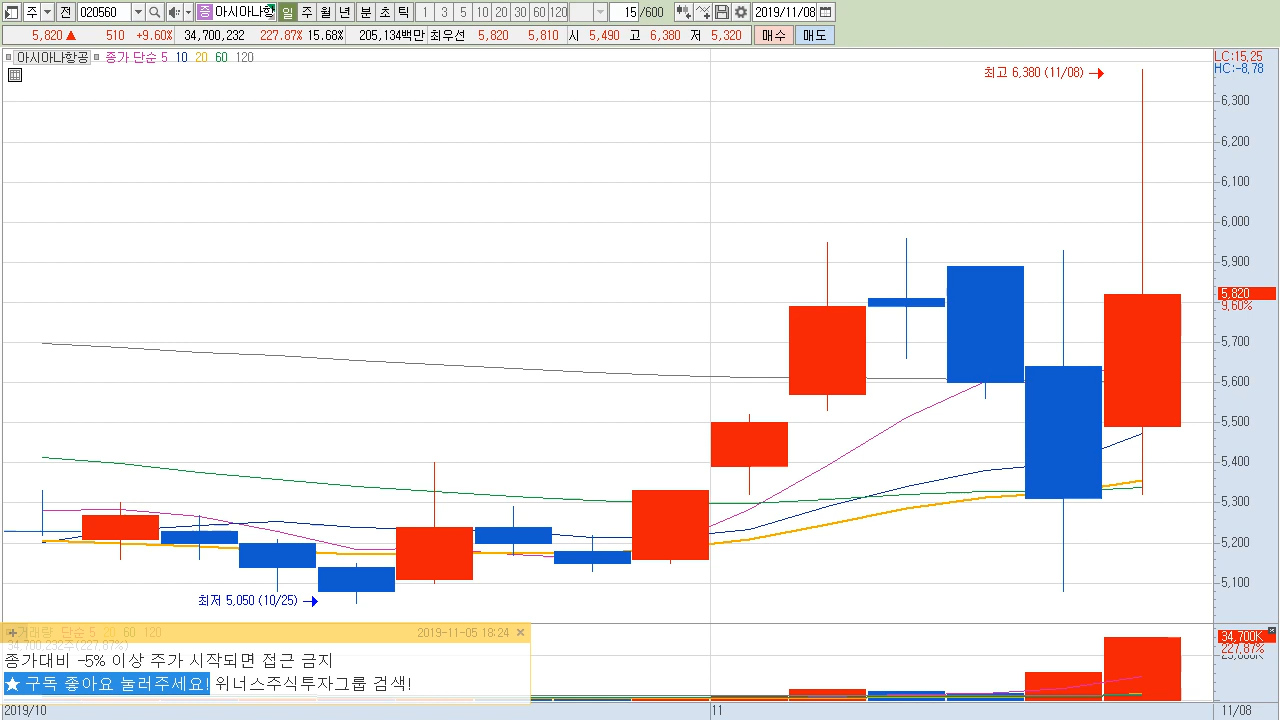 주 전 020560 증 아시아나항 일 주 월 년 분 초 틱 1 3 5 10 20 30 60 120 15 /600 2019/11/08
5,820 ▲ 510 +9.60% 34,700,232 227.87% 15.68% 205,134백만 최우선 5,820 5,810 시 5,490 고 6,380 저 5,320 매수 매도
아시아나항공 종가 단순 5 10 20 60 120
LC:15,25
HC:-8,78
최고 6,380 (11/08)
6,300
6,200
6,100
6,000
5,900
5,820
9,60%
5,700
5,600
5,500
5,400
5,300
5,200
5,100
최저 5,050 (10/25)
거래량 단순 5 20 60 120 2019-11-05 18:24
34,700,232주(227.87%)
34,700K
227.87%
종가대비 -5% 이상 주가 시작되면 접근 금지
★ 구독 좋아요 눌러주세요! 위너스주식투자그룹 검색!
2019/10 11 11/08